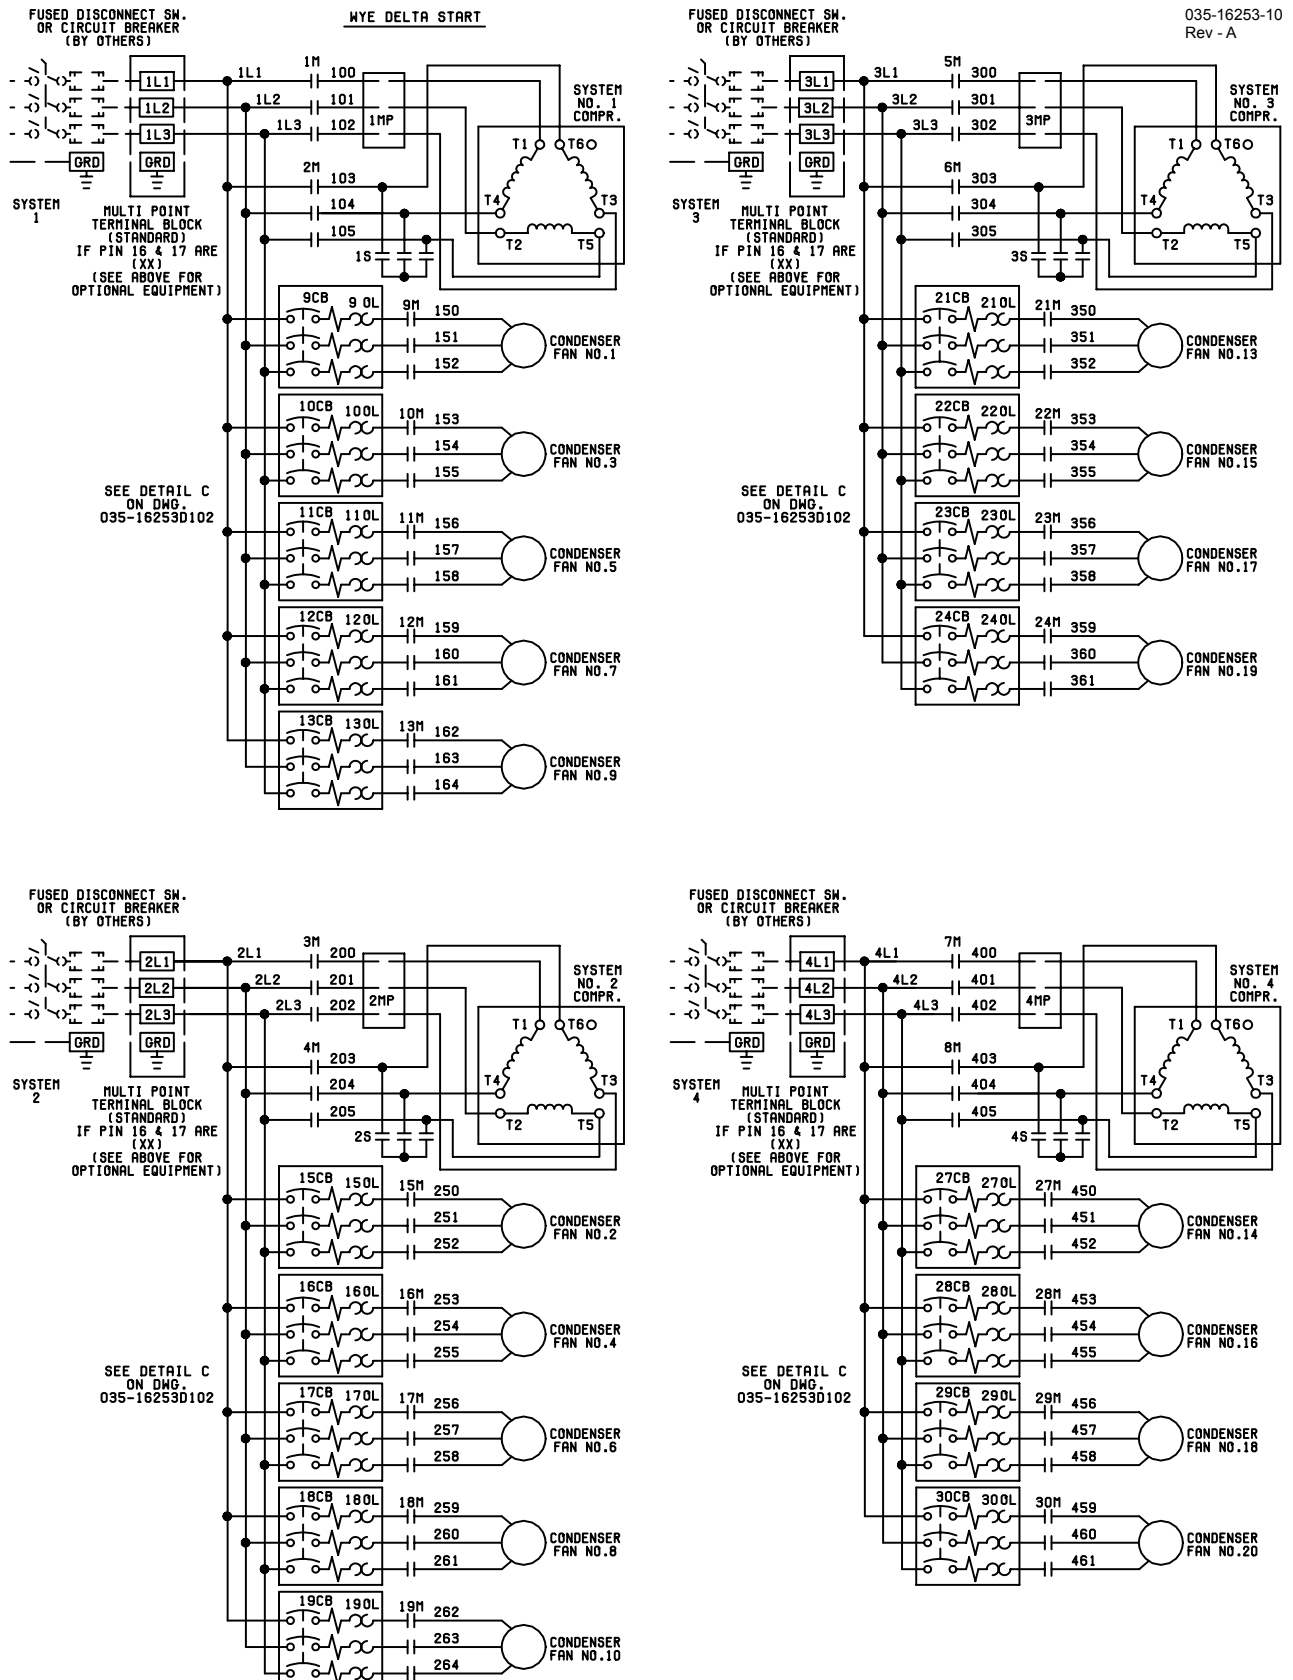 WYE DELTA START
035-16253-10
Rev - A
FUSED DISCONNECT SW.
OR CIRCUIT BREAKER
(BY OTHERS)
1L1
1L2
1L3
GRD
GRD
SYSTEM
1
MULTI POINT
TERMINAL BLOCK
(STANDARD)
IF PIN 16 & 17 ARE
(XX)
(SEE ABOVE FOR
OPTIONAL EQUIPMENT)
1L1
1M
100
1L2
101
1L3
102
1MP
2M
103
104
105
1S
SYSTEM
NO. 1
COMPR.
T1
T6
T4
T3
T2
T5
9CB
9 OL
9M
150
151
152
CONDENSER
FAN NO.1
10CB
10OL
10M
153
154
155
CONDENSER
FAN NO.3
SEE DETAIL C
ON DWG.
035-16253D102
11CB
11OL
11M
156
157
158
CONDENSER
FAN NO.5
12CB
12OL
12M
159
160
161
CONDENSER
FAN NO.7
13CB
13OL
13M
162
163
164
CONDENSER
FAN NO.9
FUSED DISCONNECT SW.
OR CIRCUIT BREAKER
(BY OTHERS)
3L1
3L2
3L3
GRD
GRD
SYSTEM
3
MULTI POINT
TERMINAL BLOCK
(STANDARD)
IF PIN 16 & 17 ARE
(XX)
(SEE ABOVE FOR
OPTIONAL EQUIPMENT)
3L1
5M
300
3L2
301
3L3
302
3MP
6M
303
304
305
3S
SYSTEM
NO. 3
COMPR.
T1
T6
T4
T3
T2
T5
21CB
21OL
21M
350
351
352
CONDENSER
FAN NO.13
22CB
22OL
22M
353
354
355
CONDENSER
FAN NO.15
SEE DETAIL C
ON DWG.
035-16253D102
23CB
23OL
23M
356
357
358
CONDENSER
FAN NO.17
24CB
24OL
24M
359
360
361
CONDENSER
FAN NO.19
FUSED DISCONNECT SW.
OR CIRCUIT BREAKER
(BY OTHERS)
2L1
2L2
2L3
GRD
GRD
SYSTEM
2
MULTI POINT
TERMINAL BLOCK
(STANDARD)
IF PIN 16 & 17 ARE
(XX)
(SEE ABOVE FOR
OPTIONAL EQUIPMENT)
2L1
3M
200
2L2
201
2L3
202
2MP
4M
203
204
205
2S
SYSTEM
NO. 2
COMPR.
T1
T6
T4
T3
T2
T5
15CB
15OL
15M
250
251
252
CONDENSER
FAN NO.2
16CB
16OL
16M
253
254
255
CONDENSER
FAN NO.4
SEE DETAIL C
ON DWG.
035-16253D102
17CB
17OL
17M
256
257
258
CONDENSER
FAN NO.6
18CB
18OL
18M
259
260
261
CONDENSER
FAN NO.8
19CB
19OL
19M
262
263
264
CONDENSER
FAN NO.10
FUSED DISCONNECT SW.
OR CIRCUIT BREAKER
(BY OTHERS)
4L1
4L2
4L3
GRD
GRD
SYSTEM
4
MULTI POINT
TERMINAL BLOCK
(STANDARD)
IF PIN 16 & 17 ARE
(XX)
(SEE ABOVE FOR
OPTIONAL EQUIPMENT)
4L1
7M
400
4L2
401
4L3
402
4MP
8M
403
404
405
4S
SYSTEM
NO. 4
COMPR.
T1
T6
T4
T3
T2
T5
27CB
27OL
27M
450
451
452
CONDENSER
FAN NO.14
28CB
28OL
28M
453
454
455
CONDENSER
FAN NO.16
SEE DETAIL C
ON DWG.
035-16253D102
29CB
29OL
29M
456
457
458
CONDENSER
FAN NO.18
30CB
30OL
30M
459
460
461
CONDENSER
FAN NO.20